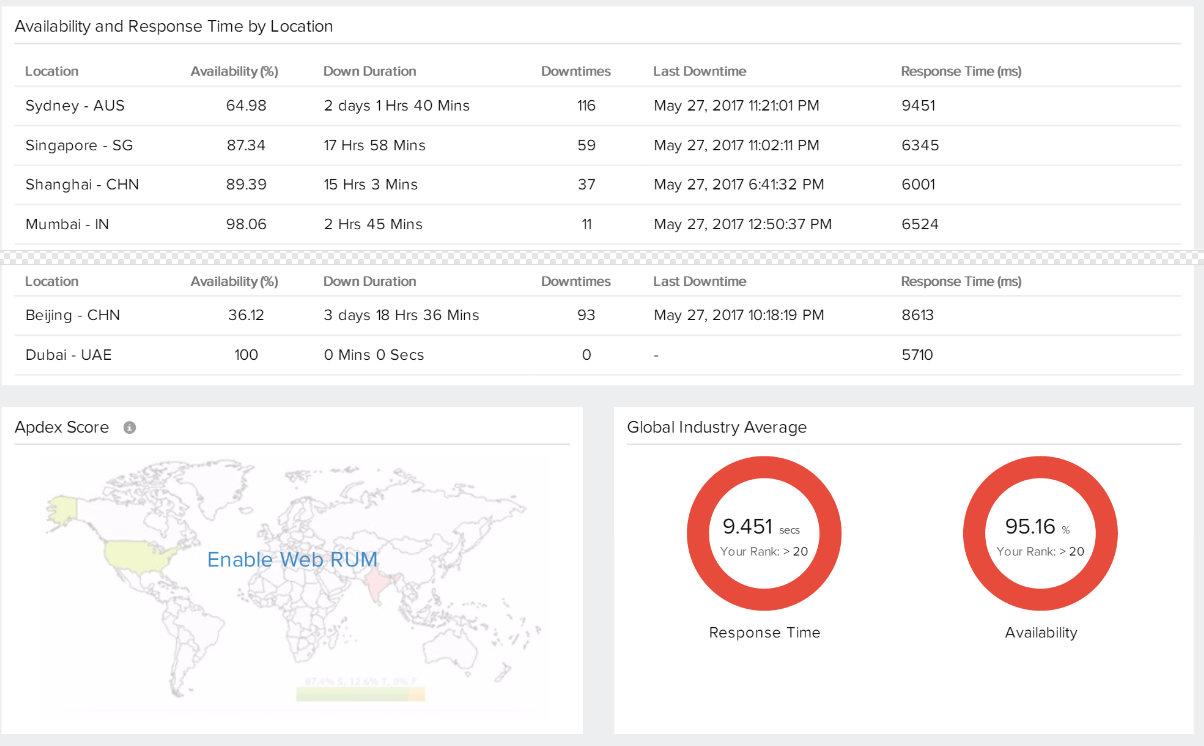 Availability and Response Time by Location
Location Availability (%) Down Duration Downtimes Last Downtime Response Time (ms)
Sydney - AUS 64.98 2 days 1 Hrs 40 Mins 116 May 27, 2017 11:21:01 PM 9451
Singapore - SG 87.34 17 Hrs 58 Mins 59 May 27, 2017 11:02:11 PM 6345
Shanghai - CHN 89.39 15 Hrs 3 Mins 37 May 27, 2017 6:41:32 PM 6001
Mumbai - IN 98.06 2 Hrs 45 Mins 11 May 27, 2017 12:50:37 PM 6524
Location Availability (%) Down Duration Downtimes Last Downtime Response Time (ms)
Beijing - CHN 36.12 3 days 18 Hrs 36 Mins 93 May 27, 2017 10:18:19 PM 8613
Dubai - UAE 100 0 Mins 0 Secs 0 - 5710
Apdex Score
Enable Web RUM
87.4% S, 12.6% T, 0% F
Global Industry Average
9.451 secs
Your Rank: > 20
Response Time
95.16 %
Your Rank: > 20
Availability